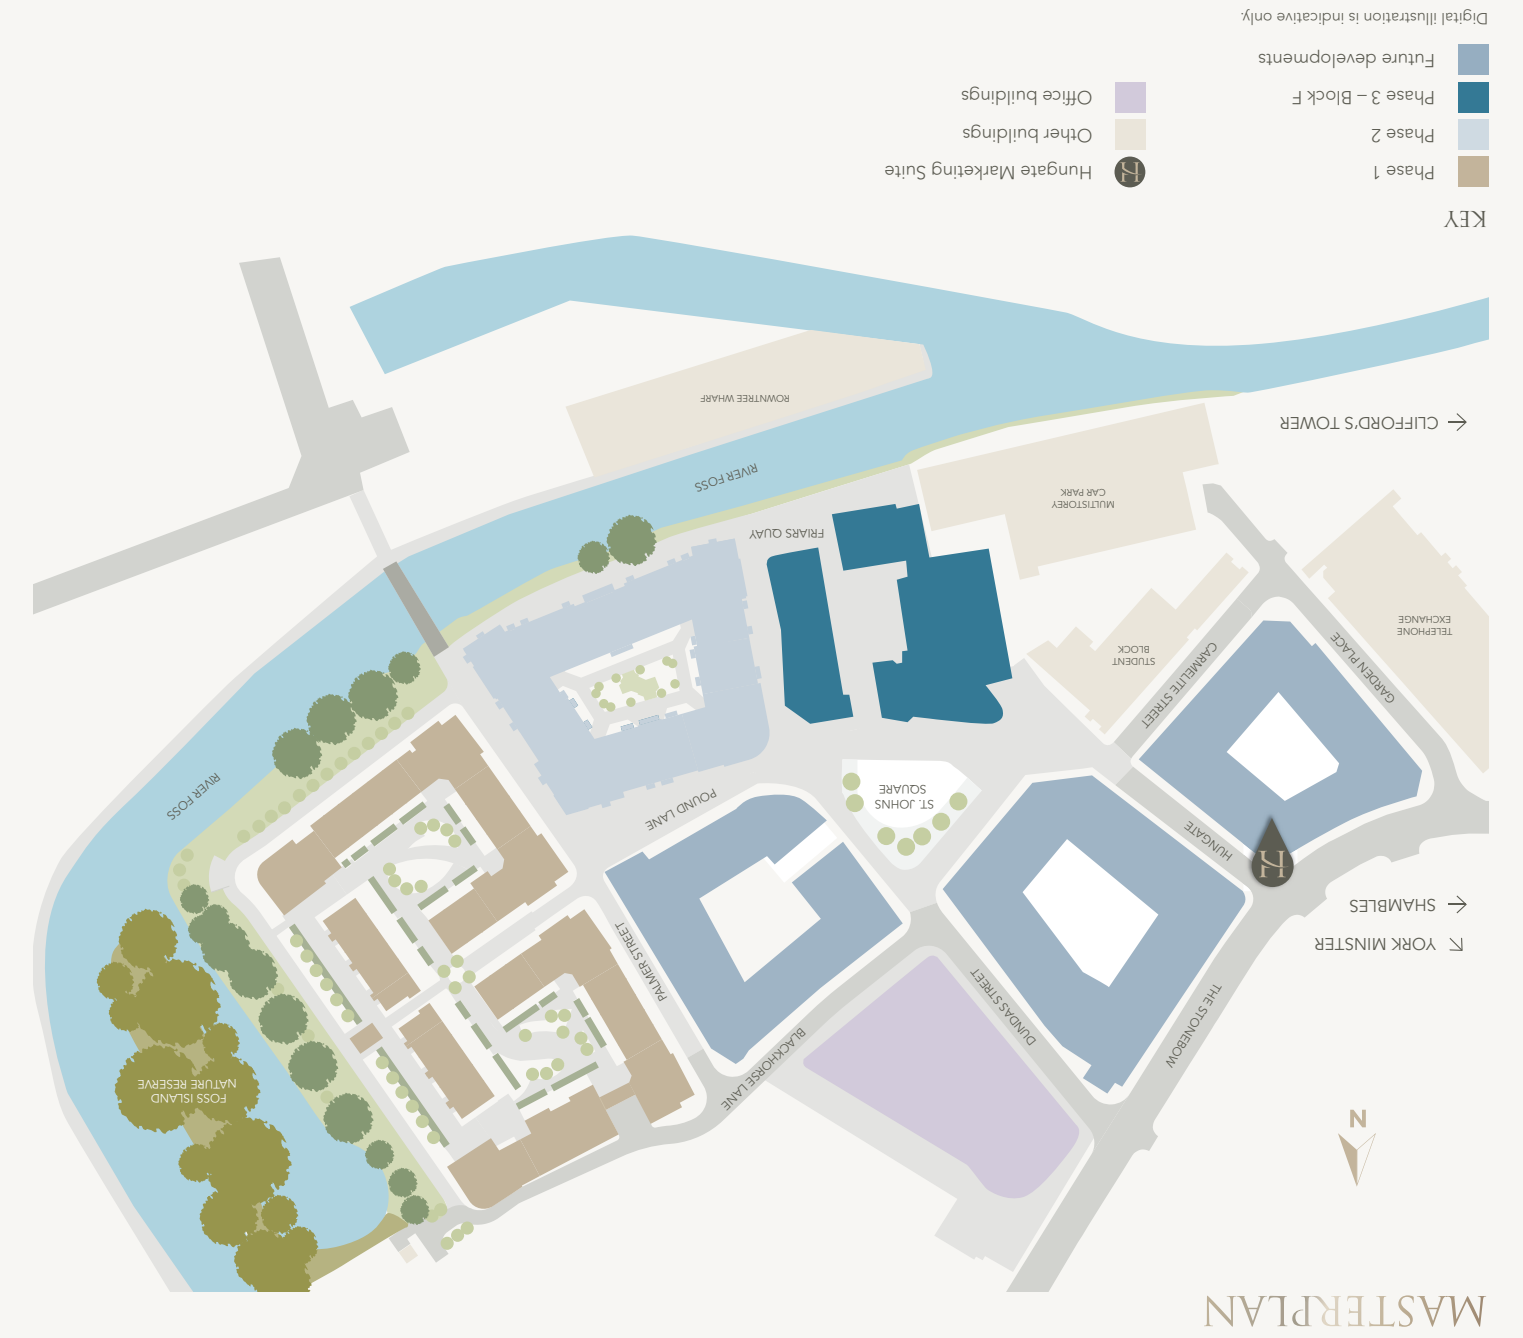 MASTERPLAN
N
YORK MINSTER
SHAMBLES
CLIFFORD'S TOWER
THE STONEBOW
DUNDAS STREET
BLACKHORSE LANE
PALMER STREET
HUNGATE
GARDEN PLACE
CARMELITE STREET
POUND LANE
ST. JOHNS
SQUARE
TELEPHONE
EXCHANGE
STUDENT
BLOCK
MULTISTOREY
CAR PARK
FRIARS QUAY
RIVER FOSS
ROWNTREE WHARF
RIVER FOSS
FOSS ISLAND
NATURE RESERVE
H
KEY
Phase 1
Phase 2
Phase 3 – Block F
Future developments
H
Hungate Marketing Suite
Other buildings
Office buildings
Digital illustration is indicative only.